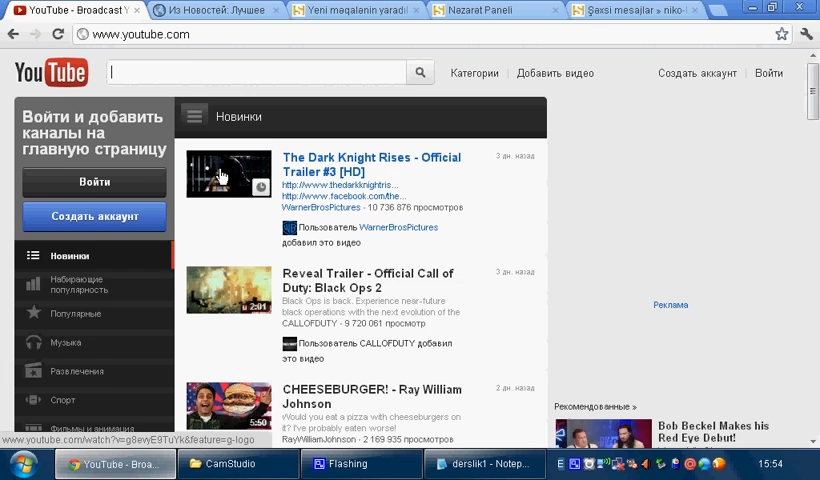 YouTube - Broadcast Y
Из Новостей: Лучшее
Yeni məqalənin yaradıl
Nəzarət Paneli
Şəxsi mesajlar » niko-
www.youtube.com
YouTube
Категории
Добавить видео
Создать аккаунт
Войти
Войти и добавить
каналы на
главную страницу
Войти
Создать аккаунт
Новинки
Набирающие
популярность
Популярные
Музыка
Развлечения
Спорт
Фильмы и анимация
Новинки
The Dark Knight Rises - Official
Trailer #3 [HD]
3 дн. назад
http://www.thedarkknightris...
http://www.facebook.com/the...
WarnerBrosPictures - 10 736 876 просмотров
Пользователь WarnerBrosPictures
добавил это видео
Reveal Trailer - Official Call of
Duty: Black Ops 2
3 дн. назад
2:01
Black Ops is back. Experience near-future
block operations with the next evolution of the
CALLOFDUTY - 9 720 061 просмотр
Пользователь CALLOFDUTY добавил
это видео
CHEESEBURGER! - Ray William
Johnson
2 дн. назад
5:50
Would you eat a pizza with cheeseburgers on
it? I've probably eaten worse!
RayWilliamJohnson - 2 169 935 просмотров
Реклама
Рекомендованные »
Bob Beckel Makes his
Red Eye Debut!
www.youtube.com/watch?v=g8evyE9TuYk&feature=g-logo
YouTube - Broa...
CamStudio
Flashing
derslik1 - Notep...
E
15:54